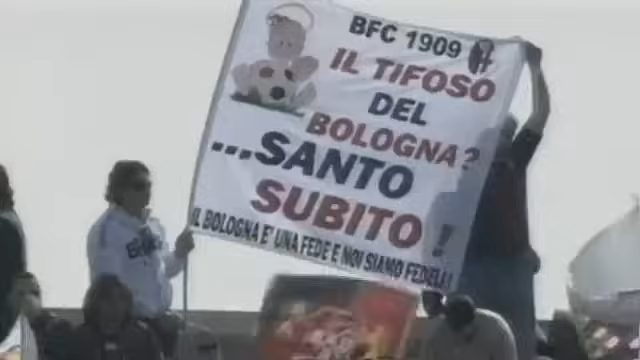 BFC 1909
IL TIFOSO
DEL
BOLOGNA?
...SANTO
SUBITO!
IL BOLOGNA E' UNA FEDE E NOI SIAMO FEDELI!